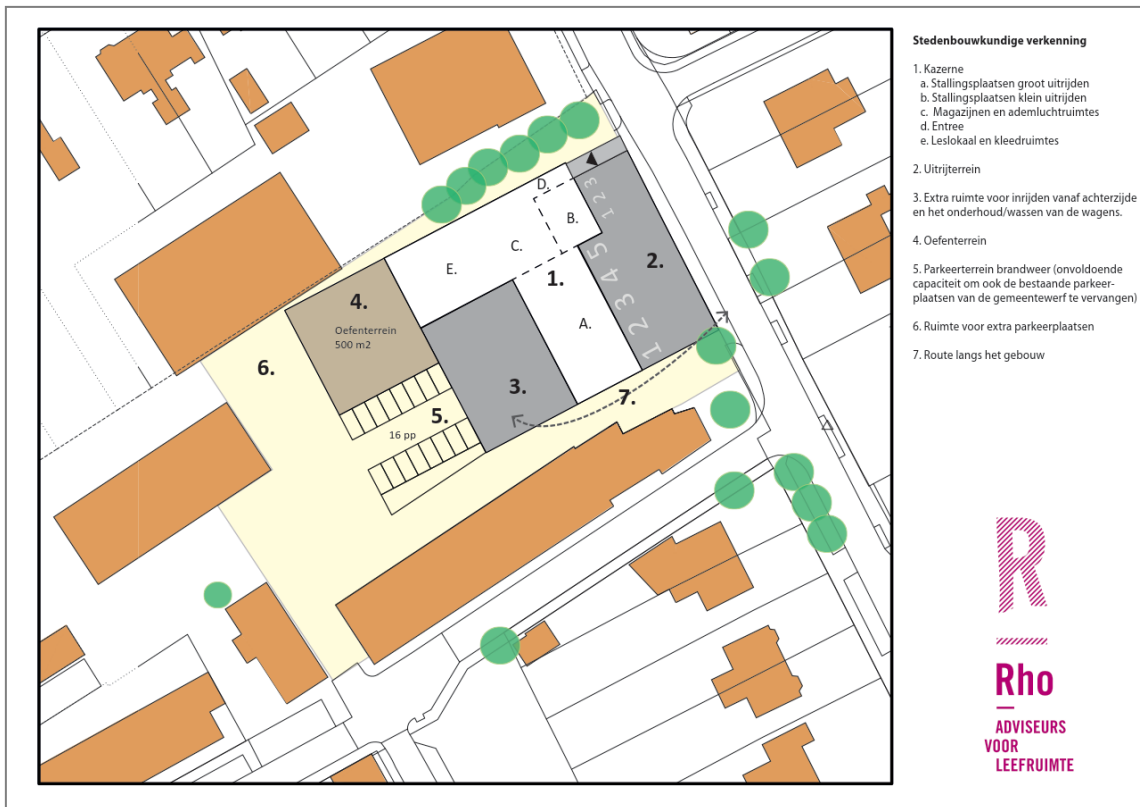 Stedenbouwkundige verkenning
1. Kazerne
a. Stallingsplaatsen groot uitrijden
b. Stallingsplaatsen klein uitrijden
c. Magazijnen en ademluchtruimtes
d. Entree
e. Leslokaal en kleedruimtes
2. Uitrijterrein
3. Extra ruimte voor inrijden vanaf achterzijde
en het onderhoud/wassen van de wagens.
4. Oefenterrein
5. Parkeerterrein brandweer (onvoldoende
capaciteit om ook de bestaande parkeer-
plaatsen van de gemeentewerf te vervangen)
6. Ruimte voor extra parkeerplaatsen
7. Route langs het gebouw
D.
1 2 3
B.
C.
E.
1.
2.
1 2 3 4 5
A.
4.
Oefenterrein
500 m2
6.
3.
5.
16 pp
7.
R
Rho
ADVISEURS
VOOR
LEEFRUIMTE